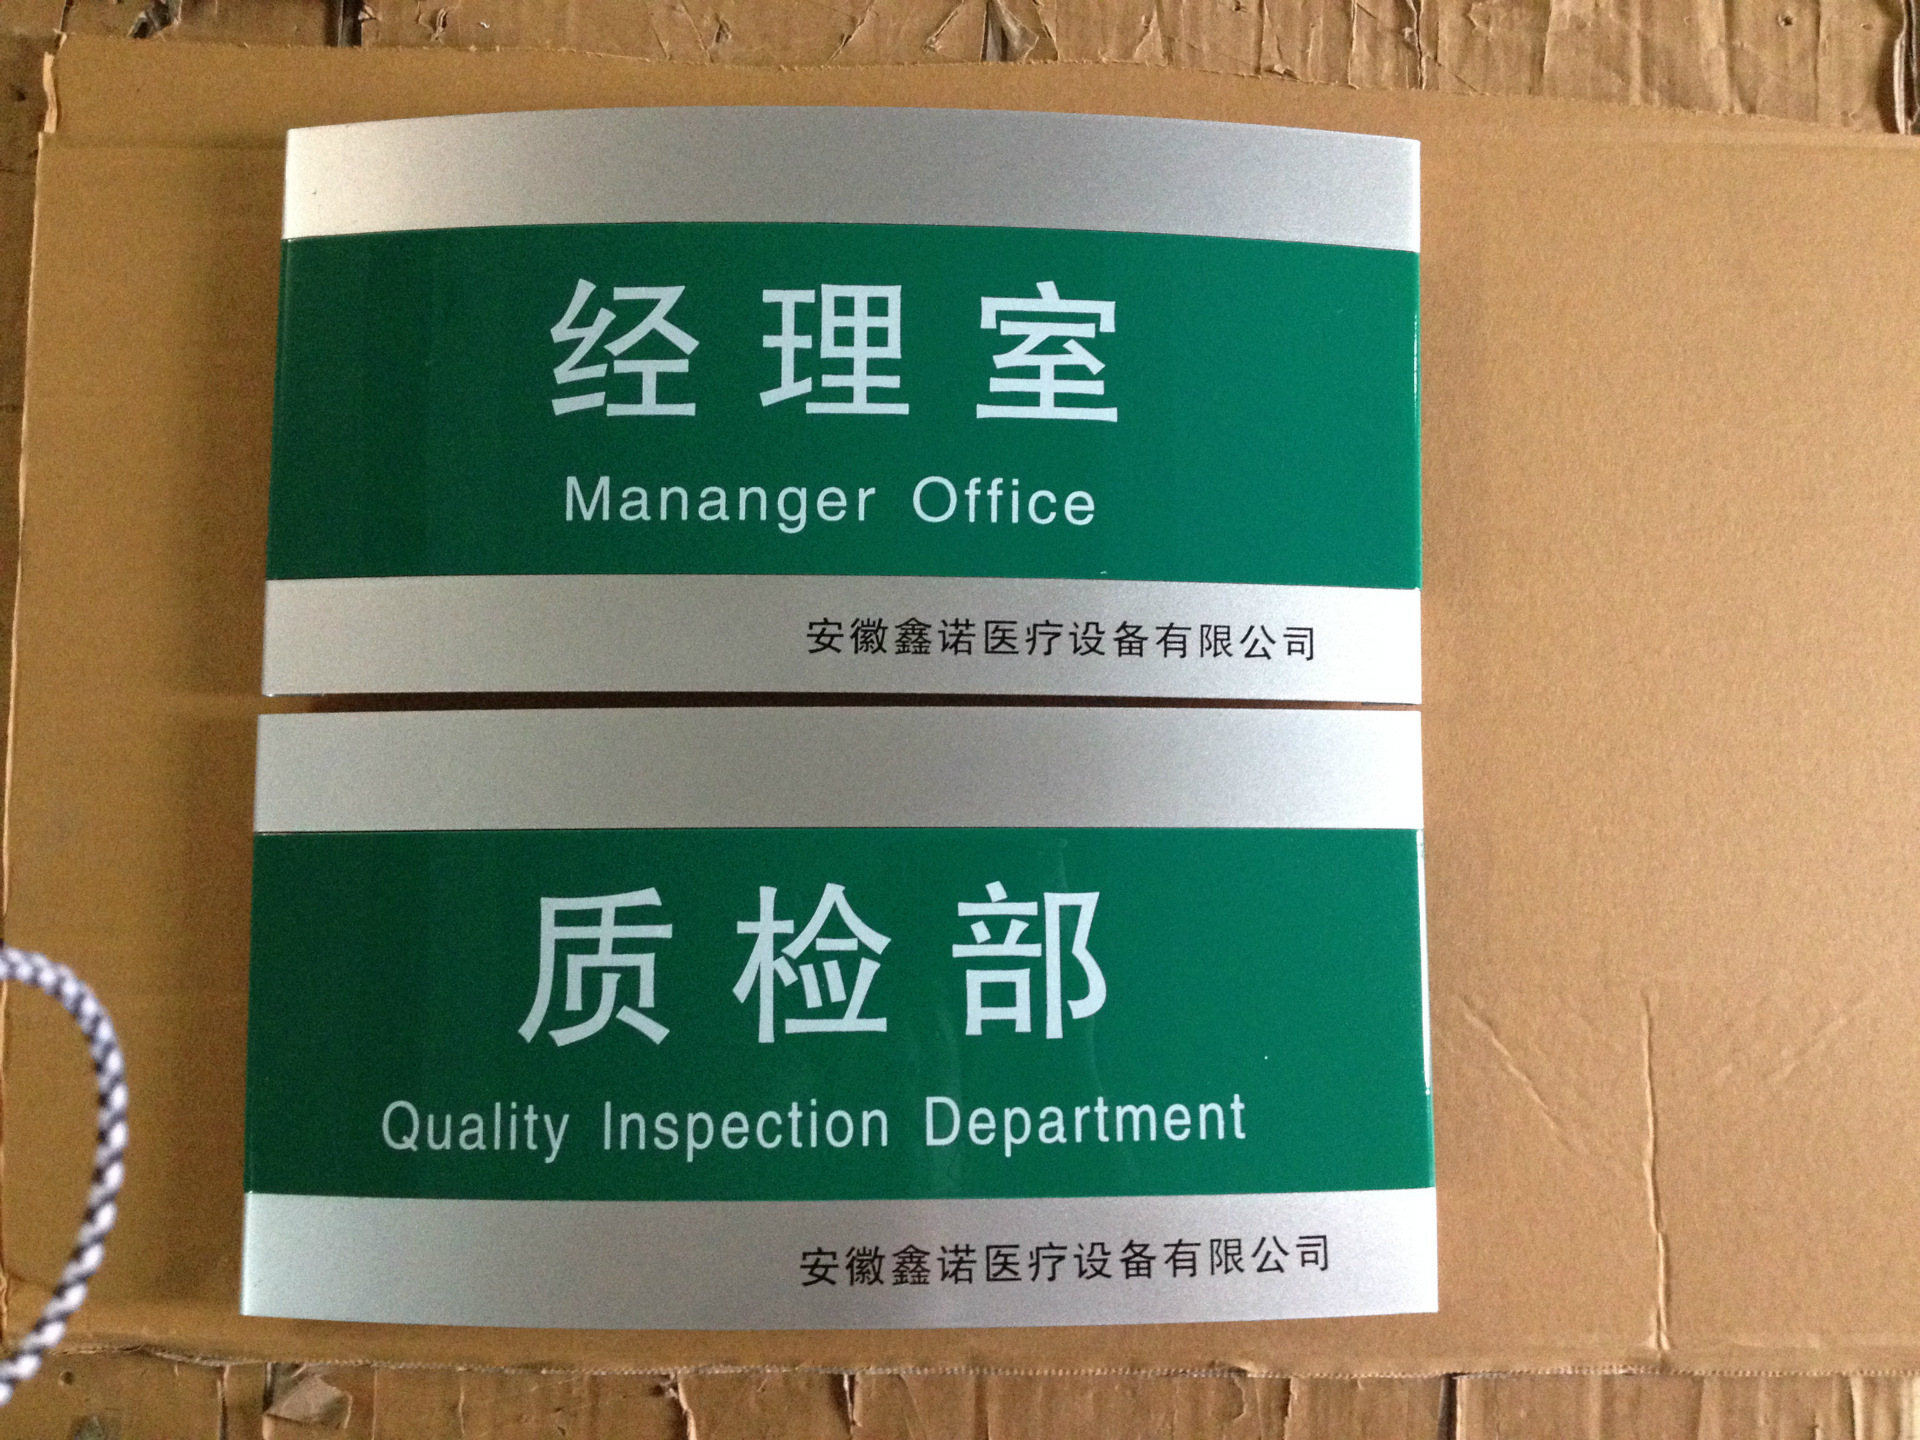 经理室
Mananger Office
安徽鑫诺医疗设备有限公司
质检部
Quality Inspection Department
安徽鑫诺医疗设备有限公司